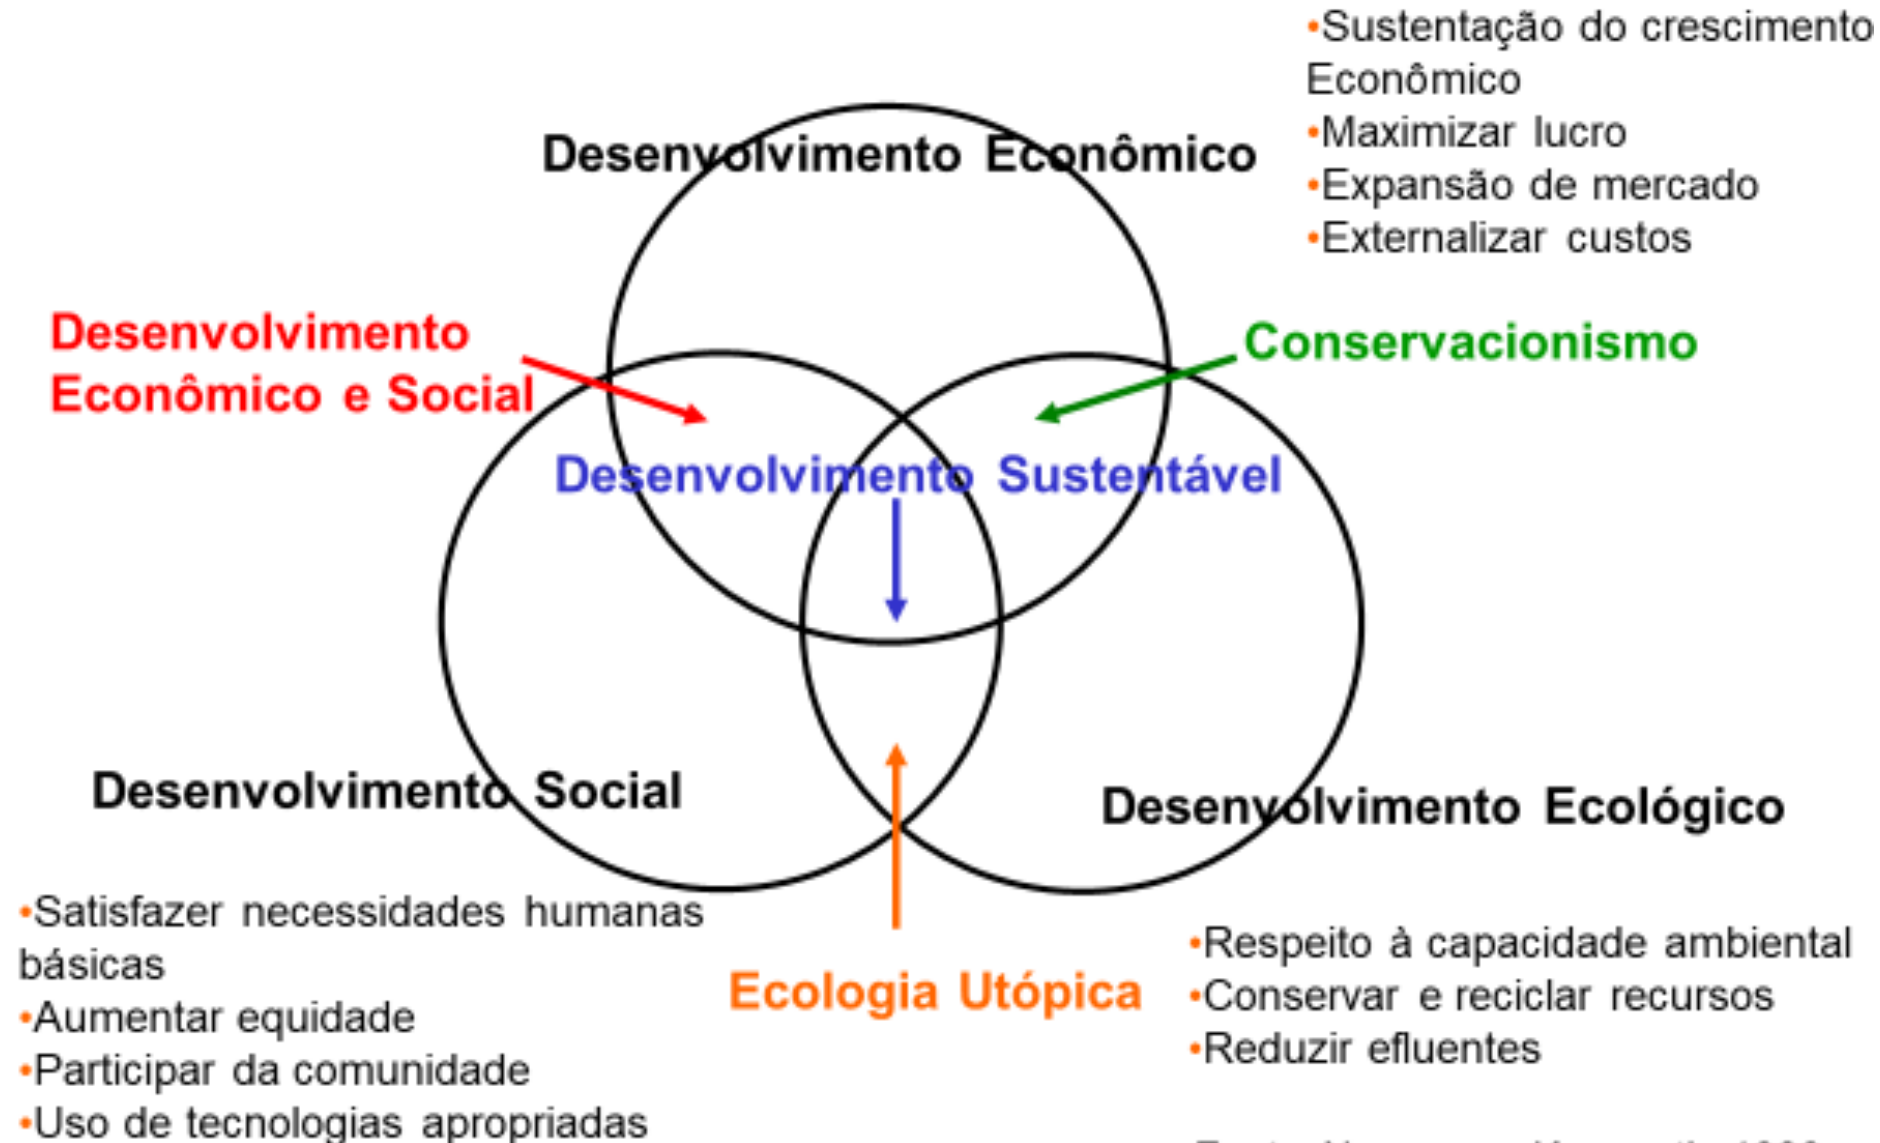 •Sustentação do crescimento
Econômico
•Maximizar lucro
•Expansão de mercado
•Externalizar custos
Desenvolvimento Econômico
Desenvolvimento
Econômico e Social
Conservacionismo
Desenvolvimento Sustentável
Desenvolvimento Social
Desenvolvimento Ecológico
•Satisfazer necessidades humanas
básicas
•Aumentar equidade
•Participar da comunidade
•Uso de tecnologias apropriadas
Ecologia Utópica
•Respeito à capacidade ambiental
•Conservar e reciclar recursos
•Reduzir efluentes